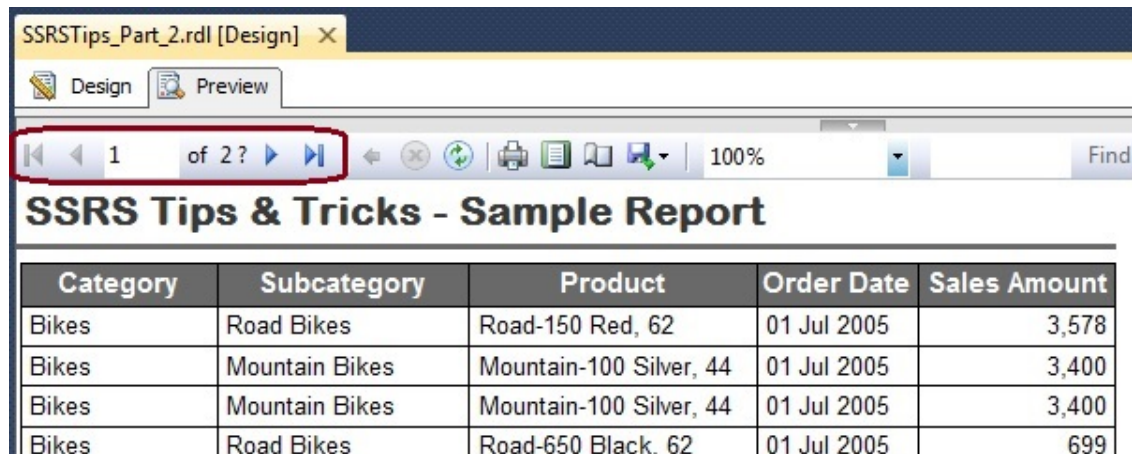 SSRSTips_Part_2.rdl [Design]
Design Preview
1 of 2 ? 100% Find
SSRS Tips & Tricks - Sample Report
Category Subcategory Product Order Date Sales Amount
Bikes Road Bikes Road-150 Red, 62 01 Jul 2005 3,578
Bikes Mountain Bikes Mountain-100 Silver, 44 01 Jul 2005 3,400
Bikes Mountain Bikes Mountain-100 Silver, 44 01 Jul 2005 3,400
Bikes Road Bikes Road-650 Black, 62 01 Jul 2005 699